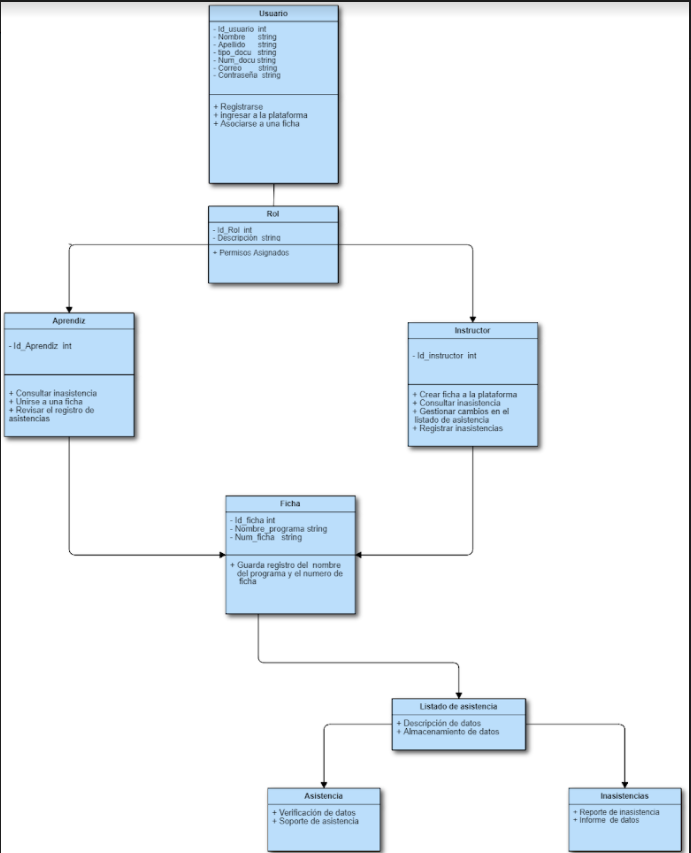 Usuario
- Id_usuario int
- Nombre string
- Apellido string
- tipo_docu string
- Num_docu string
- Correo string
- Contraseña string
+ Registrarse
+ ingresar a la plataforma
+ Asociarse a una ficha
Rol
- Id_Rol int
- Descripción string
+ Permisos Asignados
Aprendiz
- Id_Aprendiz int
+ Consultar inasistencia
+ Unirse a una ficha
+ Revisar el registro de
asistencias
Instructor
- Id_instructor int
+ Crear ficha a la plataforma
+ Consultar inasistencia
+ Gestionar cambios en el
listado de asistencia
+ Registrar inasistencias
Ficha
- Id_ficha int
- Nombre_programa string
- Num_ficha string
+ Guarda registro del nombre
del programa y el numero de
ficha
Listado de asistencia
+ Descripción de datos
+ Almacenamiento de datos
Asistencia
+ Verificación de datos
+ Soporte de asistencia
Inasistencias
+ Reporte de inasistencia
+ Informe de datos